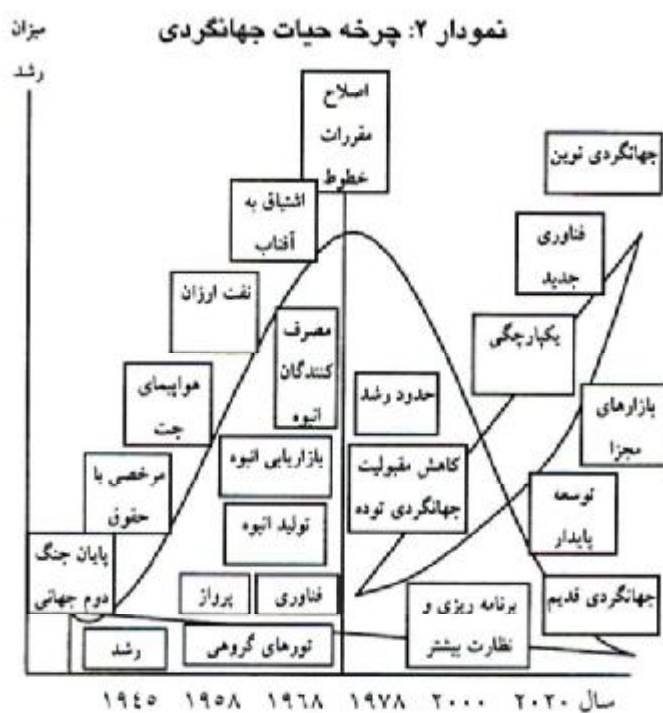 نمودار ۲: چرخه حیات جهانگردی
میزان
رشد
اصلاح
مقررات
خطوط
اشتیاق به
آفتاب
نفت ارزان
هواپیمای
جت
مرخصی با
حقوق
پایان جنگ
دوم جهانی
مصرف
کنندگان
انبوه
بازاریابی انبوه
تولید انبوه
پرواز
فناوری
رشد
تورهای گروهی
جهانگردی نوین
فناوری
جدید
یکپارچگی
حدود رشد
بازارهای
مجزا
کاهش مقبولیت
جهانگردی توده
توسعه
پایدار
برنامه ریزی و
نظارت بیشتر
جهانگردی قدیم
۱۹٤٥ ۱۹٥۸ ۱۹٦۸ ۱۹۷۸ ۲۰۰۰ ۲۰۲۰ سال